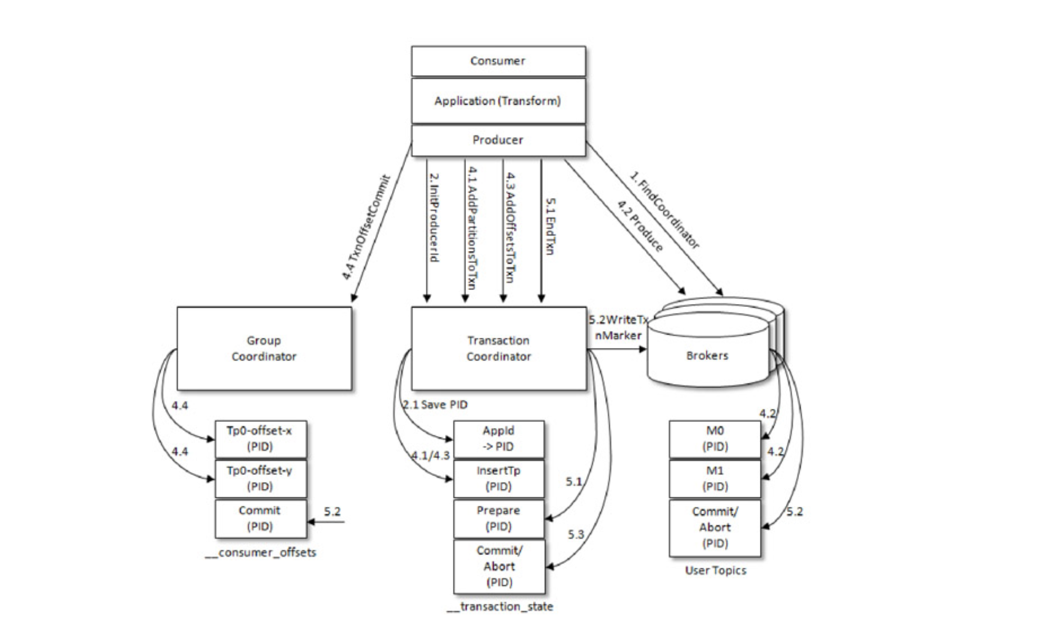 Consumer
Application (Transform)
Producer
4.4 TxnOffsetCommit
2. InitProducerId
4.1 AddPartitionsToTxn
4.3 AddOffsetsToTxn
5.1 EndTxn
4.2 Produce
1. FindCoordinator
Group
Coordinator
Transaction
Coordinator
5.2WriteTx
nMarker
Brokers
4.4
4.4
Tp0-offset-x
(PID)
Tp0-offset-y
(PID)
Commit
(PID)
5.2
__consumer_offsets
2.1 Save PID
4.1/4.3
AppId
-> PID
InsertTp
(PID)
Prepare
(PID)
Commit/
Abort
(PID)
5.1
5.3
__transaction_state
4.2
4.2
5.2
M0
(PID)
M1
(PID)
Commit/
Abort
(PID)
User Topics